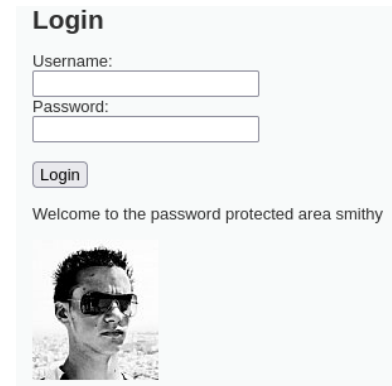 Login
Username:
Password:
Login
Welcome to the password protected area smithy